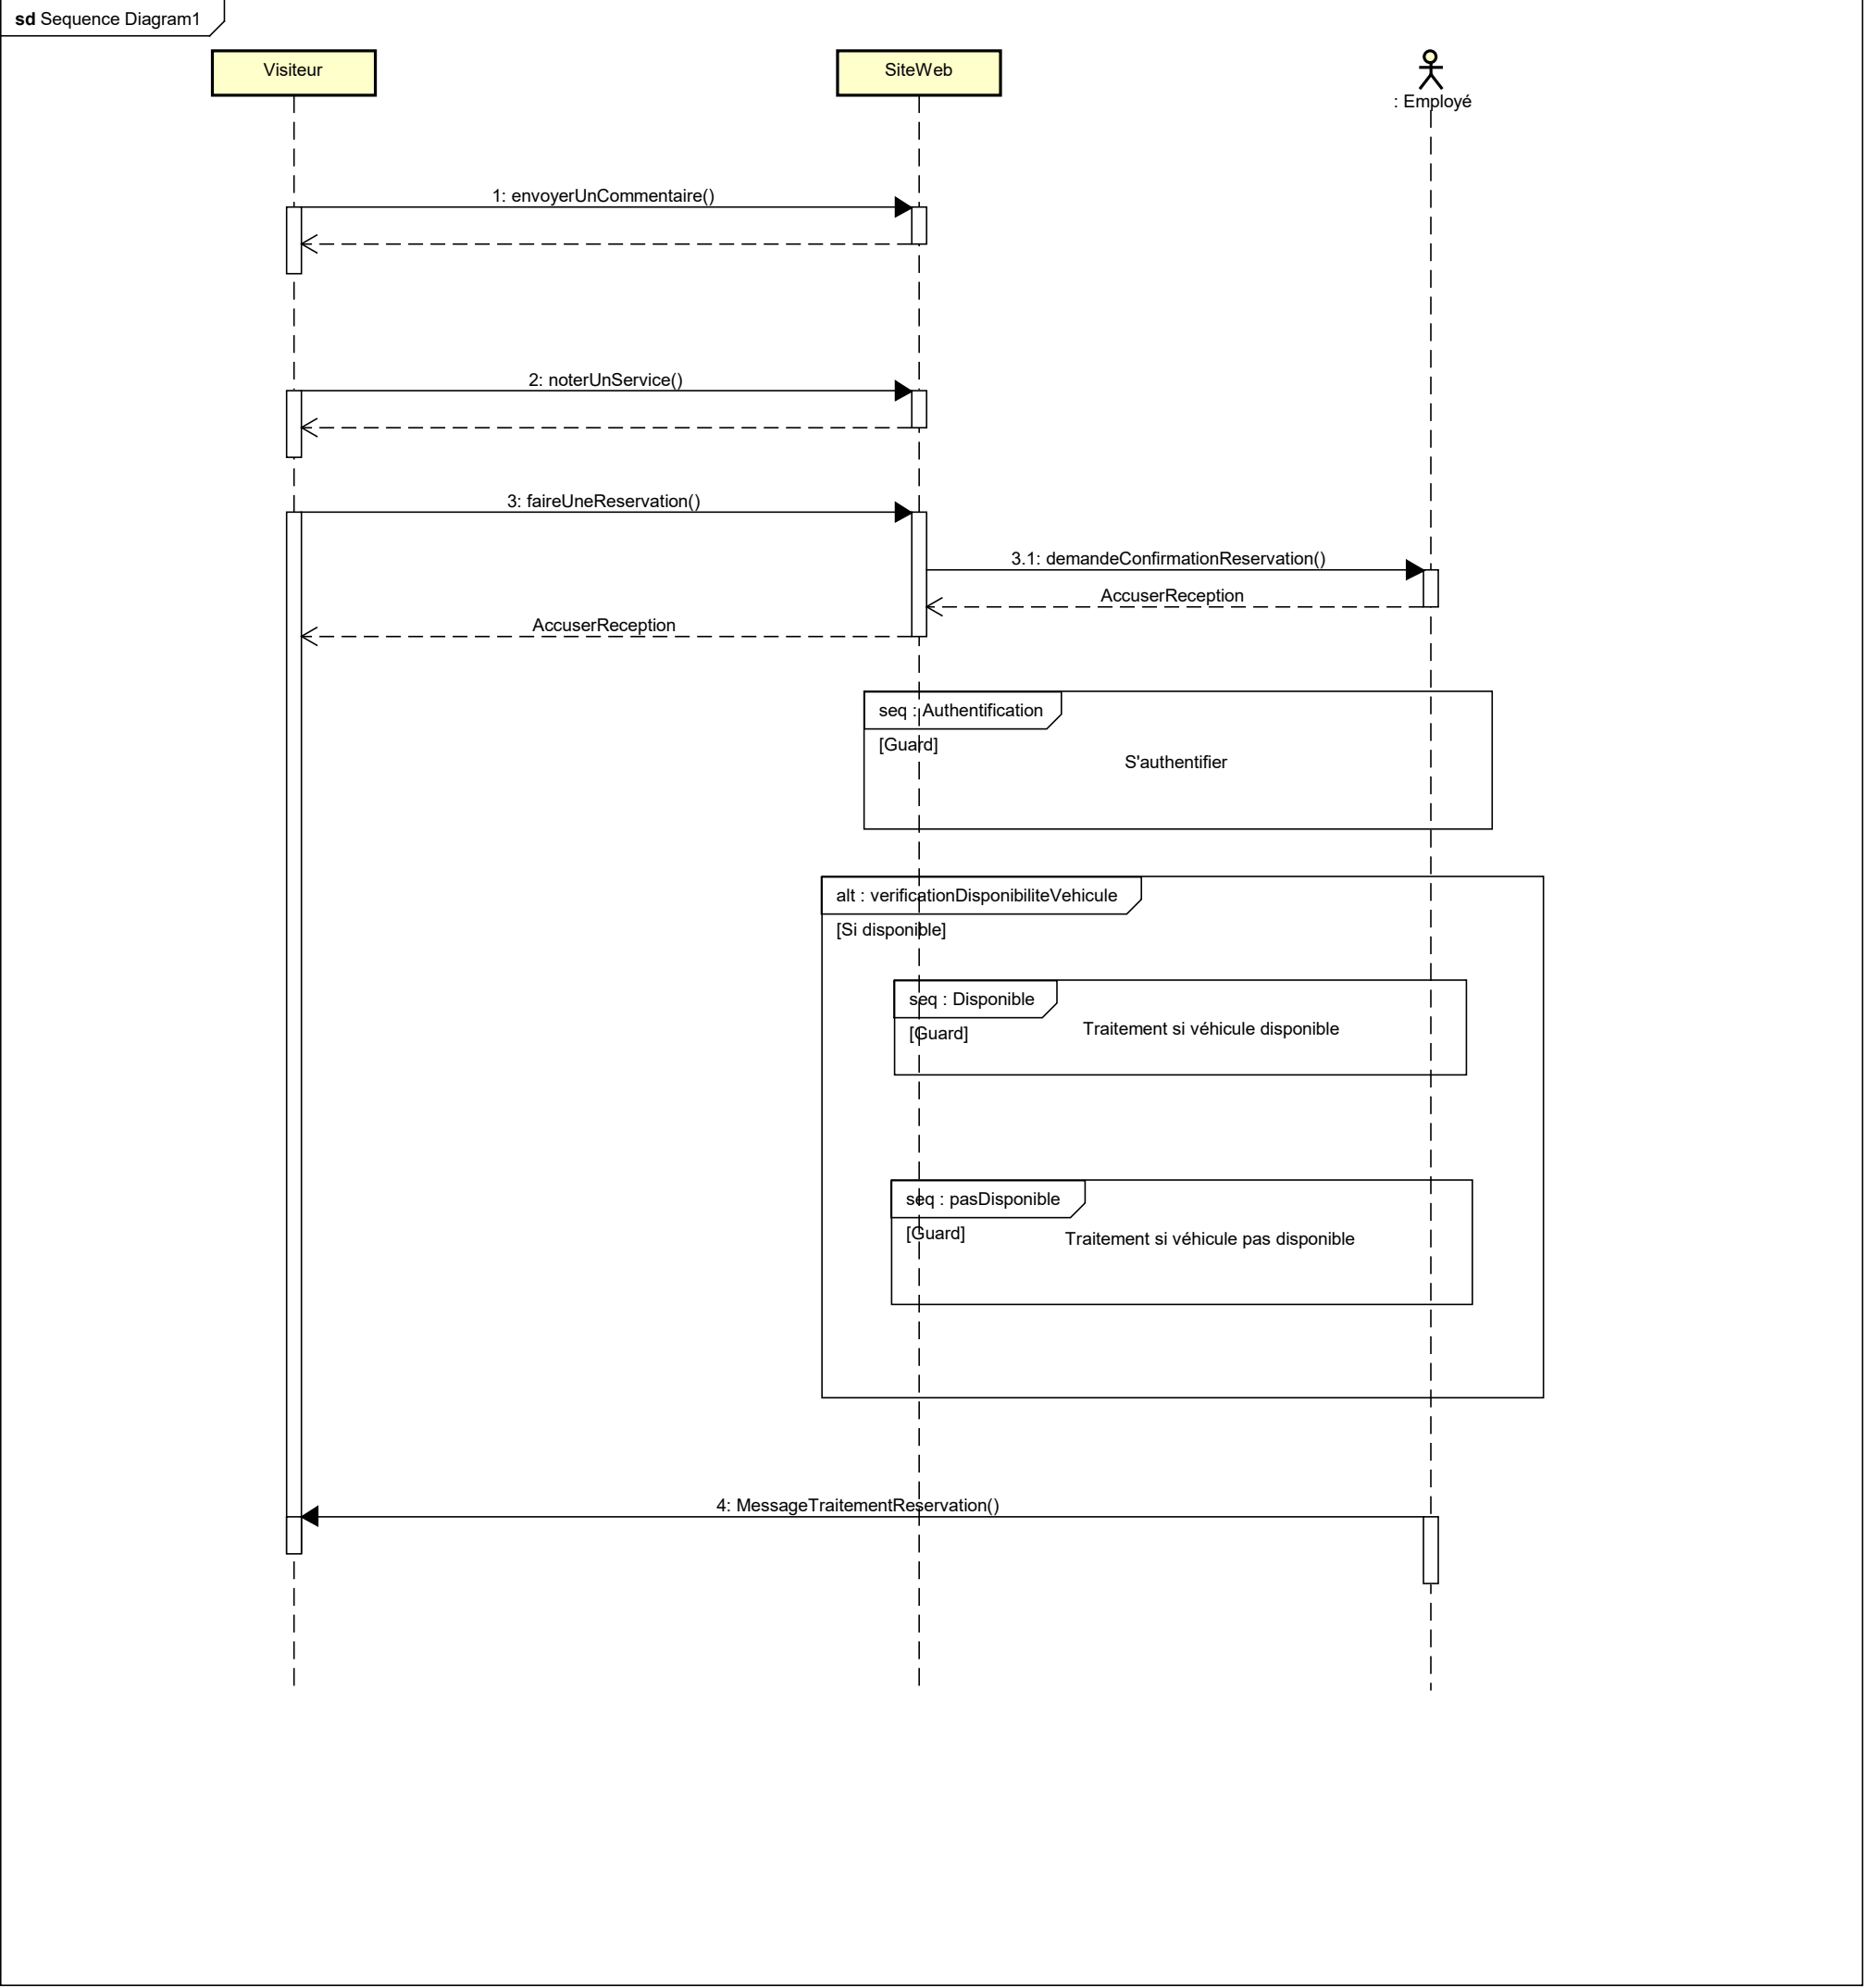 sd Sequence Diagram1
Visiteur
SiteWeb
: Employé
1: envoyerUnCommentaire()
2: noterUnService()
3: faireUneReservation()
3.1: demandeConfirmationReservation()
AccuserReception
AccuserReception
seq : Authentification
[Guard]
S'authentifier
alt : verificationDisponibiliteVehicule
[Si disponible]
seq : Disponible
[Guard]
Traitement si véhicule disponible
seq : pasDisponible
[Guard]
Traitement si véhicule pas disponible
4: MessageTraitementReservation()